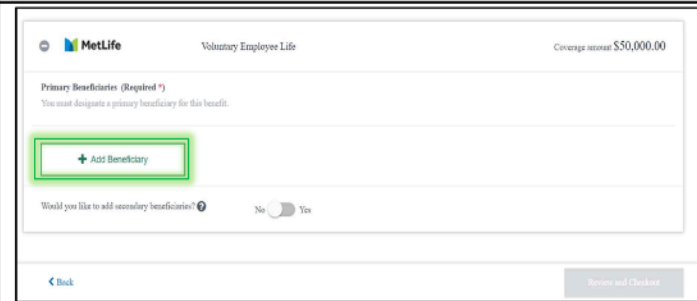 MetLife Voluntary Employee Life Coverage amount $50,000.00
Primary Beneficiaries (Required *)
You must designate a primary beneficiary for this benefit.
+ Add Beneficiary
Would you like to add secondary beneficiaries? No Yes
Back Review and Checkout